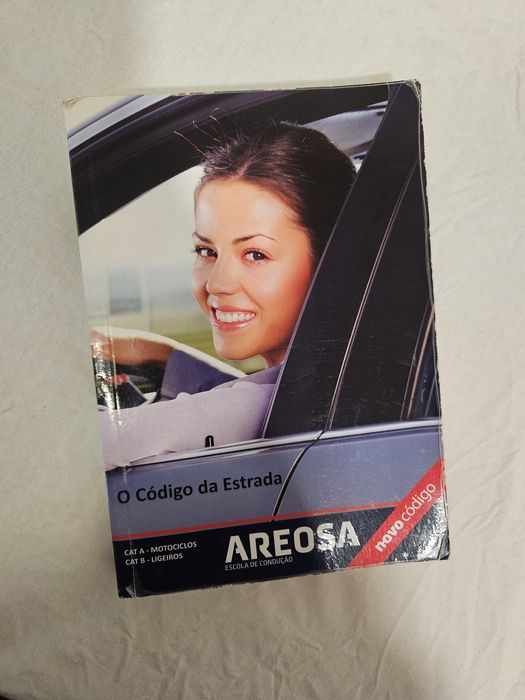 O Código da Estrada
CAT A - MOTOCICLOS
CAT B - LIGEIROS
AREOSA
ESCOLA DE CONDUÇÃO
novo código